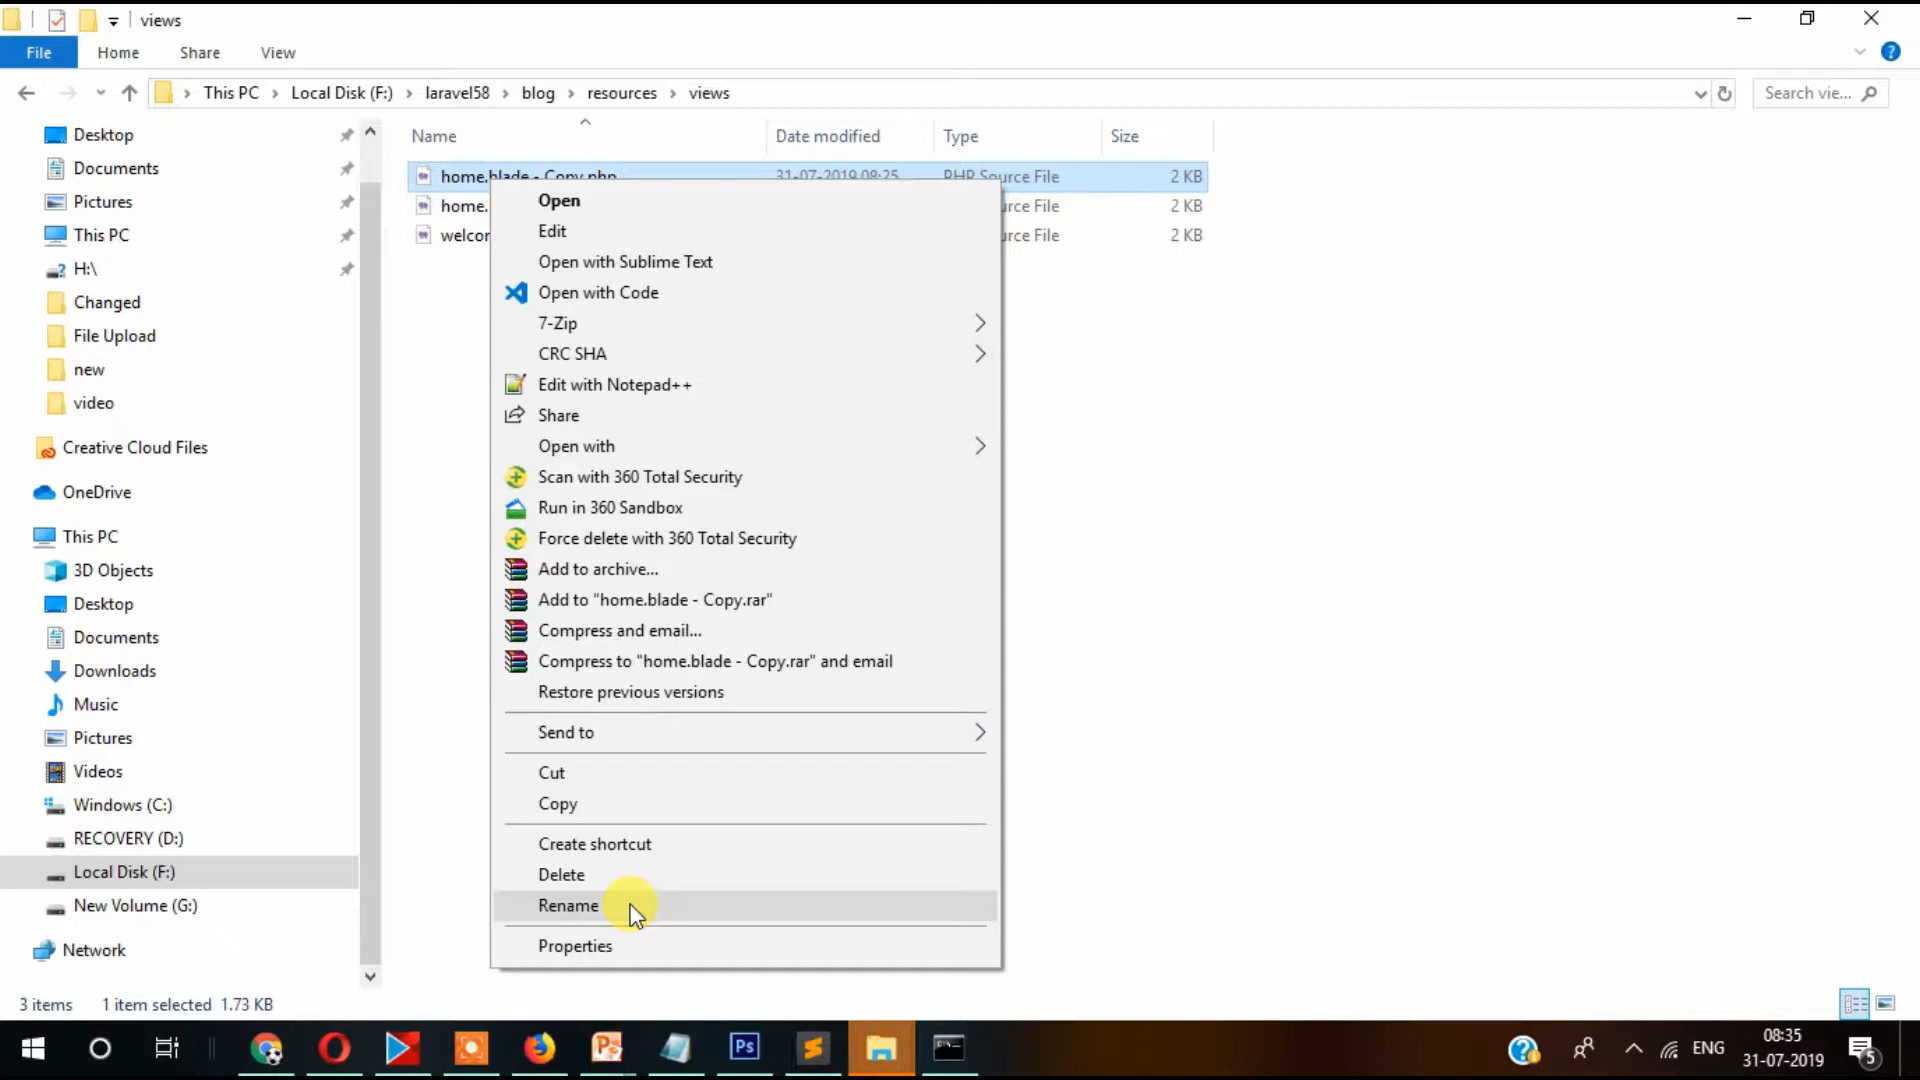 views
File Home Share View
This PC Local Disk (F:) laravel58 blog resources views
Search vie...
Name Date modified Type Size
home.blade - Copy.php 31-07-2019 08:25 PHP Source File 2 KB
home. 2 KB
2 KB
Open
Edit
Open with Sublime Text
Open with Code
7-Zip
CRC SHA
Edit with Notepad++
Share
Open with
Scan with 360 Total Security
Run in 360 Sandbox
Force delete with 360 Total Security
Add to archive...
Add to "home.blade - Copy.rar"
Compress and email...
Compress to "home.blade - Copy.rar" and email
Restore previous versions
Send to
Cut
Copy
Create shortcut
Delete
Rename
Properties
Desktop
Documents
Pictures
This PC
H:\
Changed
File Upload
new
video
Creative Cloud Files
OneDrive
This PC
3D Objects
Desktop
Documents
Downloads
Music
Pictures
Videos
Windows (C:)
RECOVERY (D:)
Local Disk (F:)
New Volume (G:)
Network
3 items 1 item selected 1.73 KB
Ps
ENG
08:35
31-07-2019
5